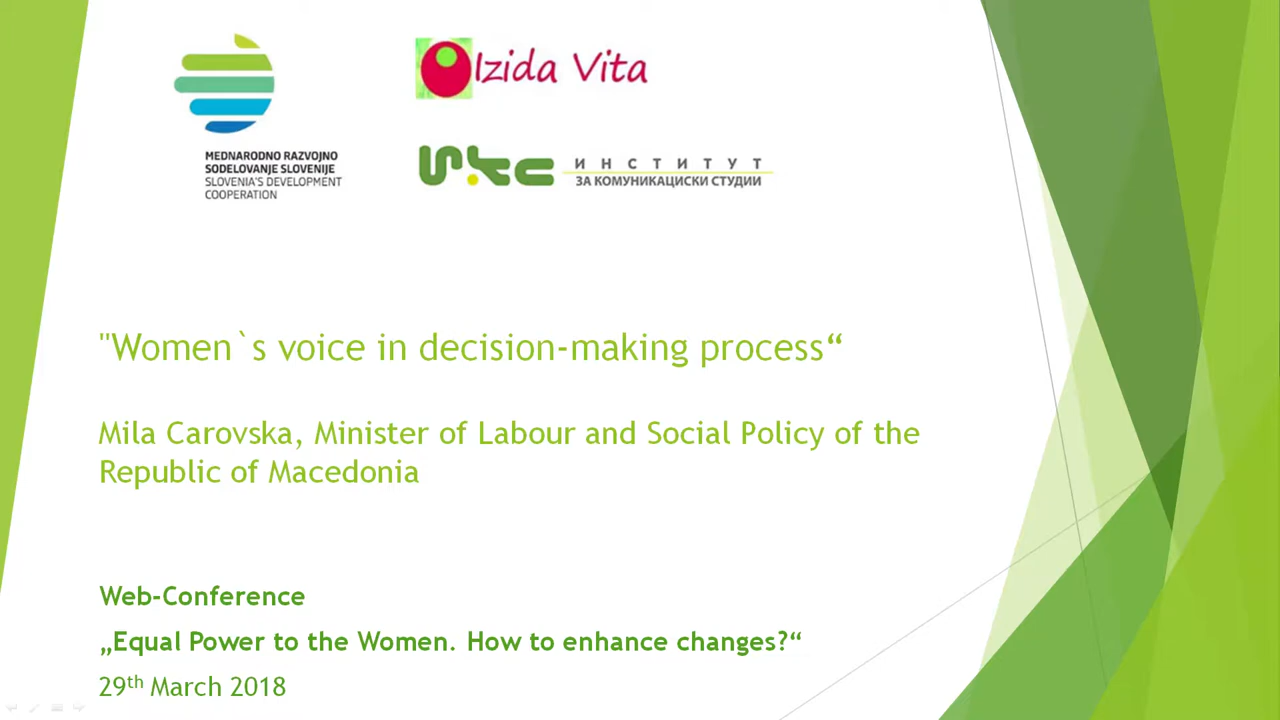 MEDNARODNO RAZVOJNO
SODELOVANJE SLOVENIJE
SLOVENIA'S DEVELOPMENT
COOPERATION
Izida Vita
ИНСТИТУТ
ЗА КОМУНИКАЦИСКИ СТУДИИ
"Women`s voice in decision-making process“
Mila Carovska, Minister of Labour and Social Policy of the
Republic of Macedonia
Web-Conference
„Equal Power to the Women. How to enhance changes?“
29th March 2018